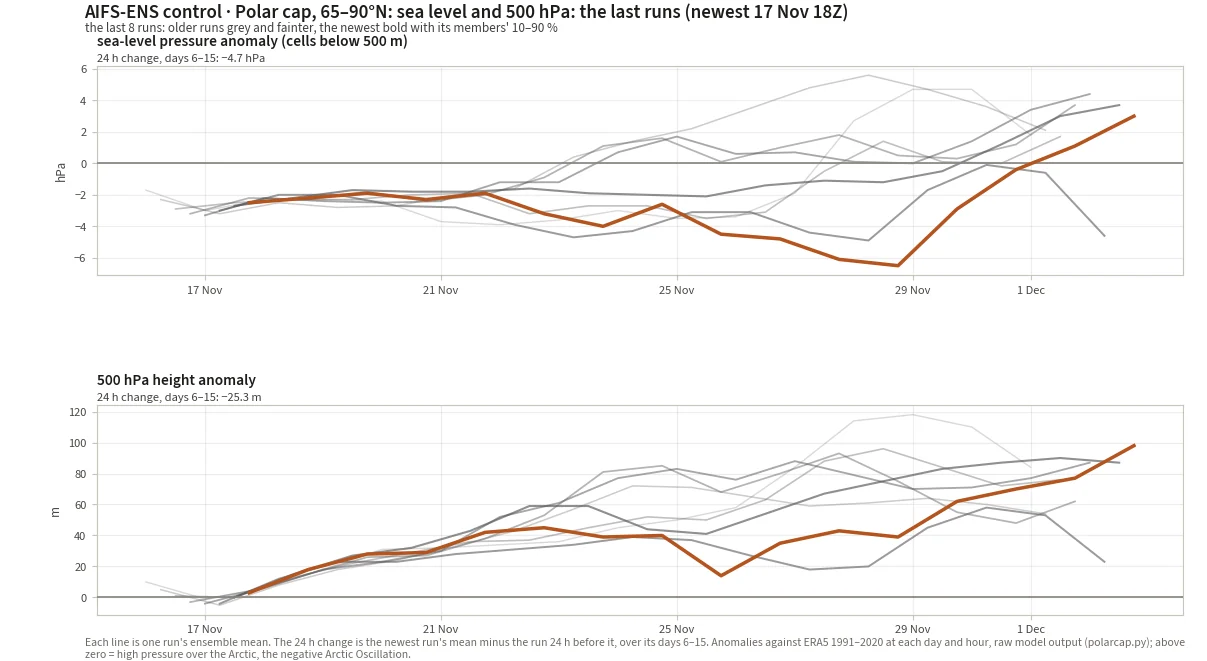 AIFS-ENS control · Polar cap, 65–90°N: sea level and 500 hPa: the last runs (newest 17 Nov 18Z)
the last 8 runs: older runs grey and fainter, the newest bold with its members' 10–90 %
sea-level pressure anomaly (cells below 500 m)
24 h change, days 6–15: −4.7 hPa
6
4
2
0
−2
−4
−6
hPa
17 Nov 21 Nov 25 Nov 29 Nov 1 Dec
500 hPa height anomaly
24 h change, days 6–15: −25.3 m
120
100
80
60
40
20
0
m
17 Nov 21 Nov 25 Nov 29 Nov 1 Dec
Each line is one run's ensemble mean. The 24 h change is the newest run's mean minus the run 24 h before it, over its days 6–15. Anomalies against ERA5 1991–2020 at each day and hour, raw model output (polarcap.py); above
zero = high pressure over the Arctic, the negative Arctic Oscillation.